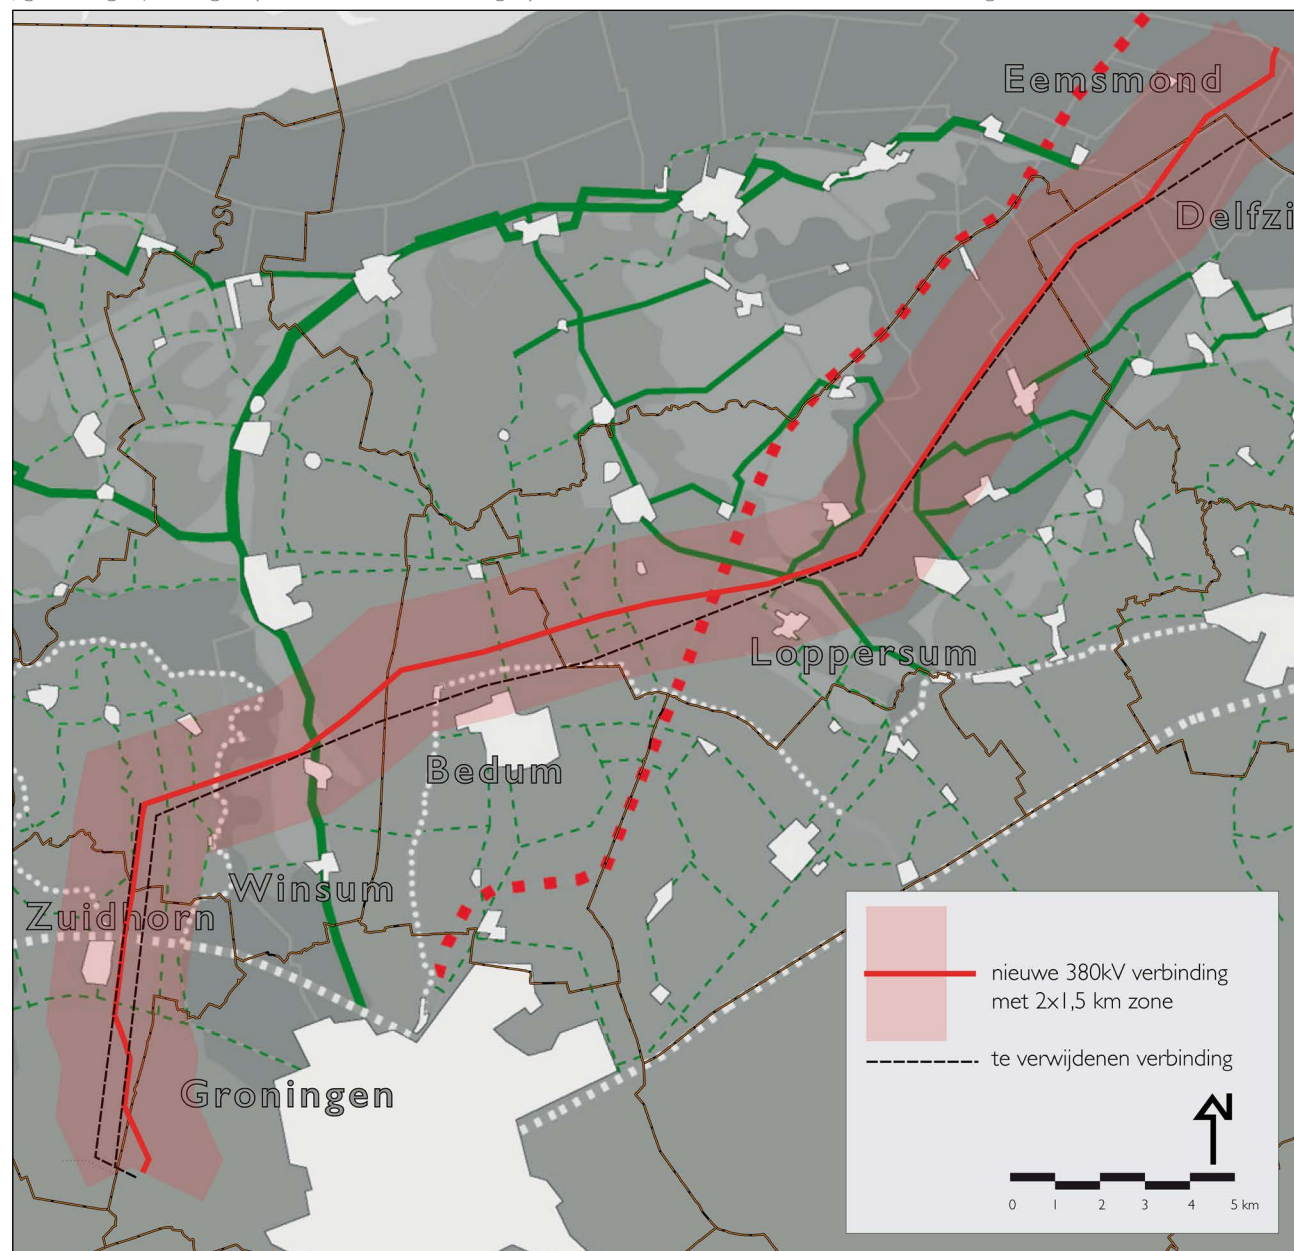 Eemsmond
Delfzi
Loppersum
Bedum
Winsum
Zuidhorn
Groningen
nieuwe 380kV verbinding
met 2x1,5 km zone
te verwijdenen verbinding
N
0 1 2 3 4 5 km